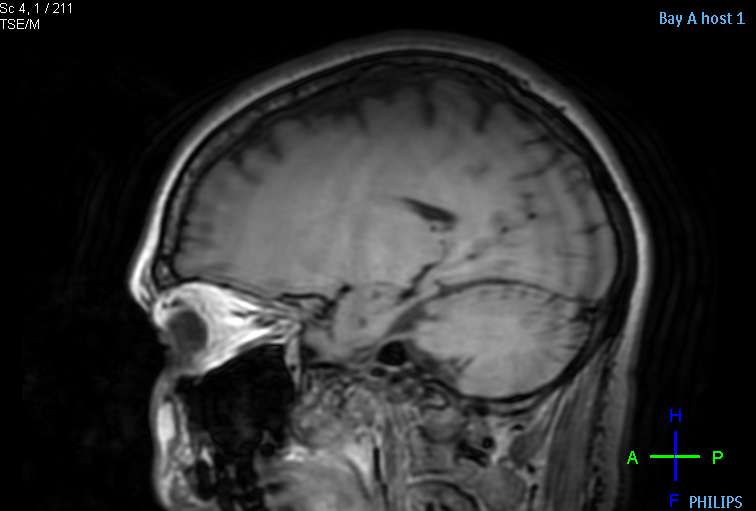 Sc 4, 1 / 211
TSE/M
Bay A host 1
H
A P
F
PHILIPS